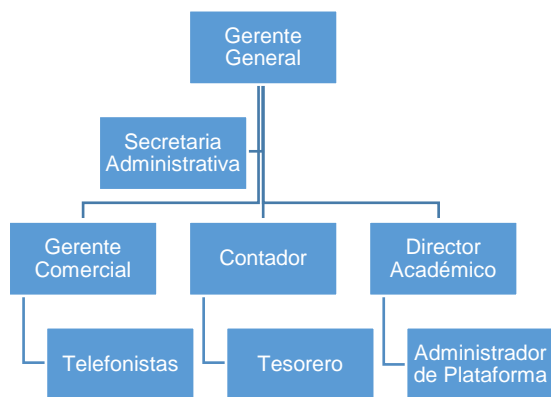 Gerente
General
Secretaria
Administrativa
Gerente
Comercial
Contador
Director
Académico
Telefonistas
Tesorero
Administrador
de Plataforma